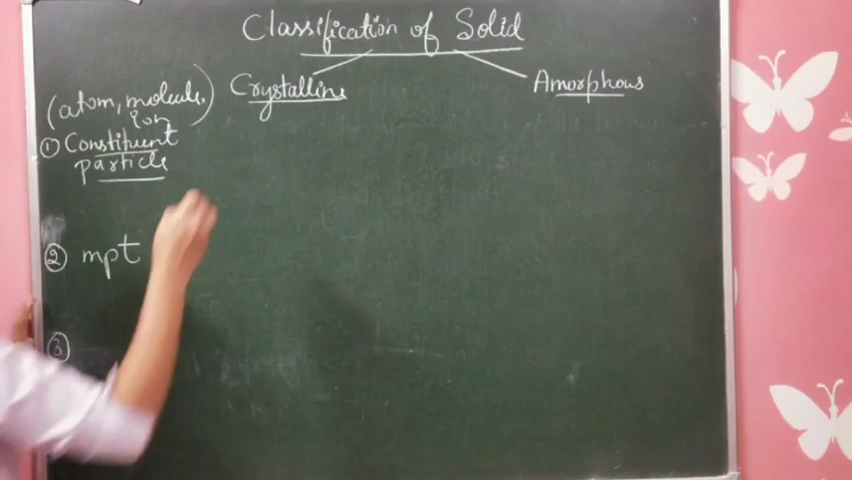 Classification of Solid
Crystalline
Amorphous
(atom, molecule,
ion)
① Constituent
particle
② mpt
③